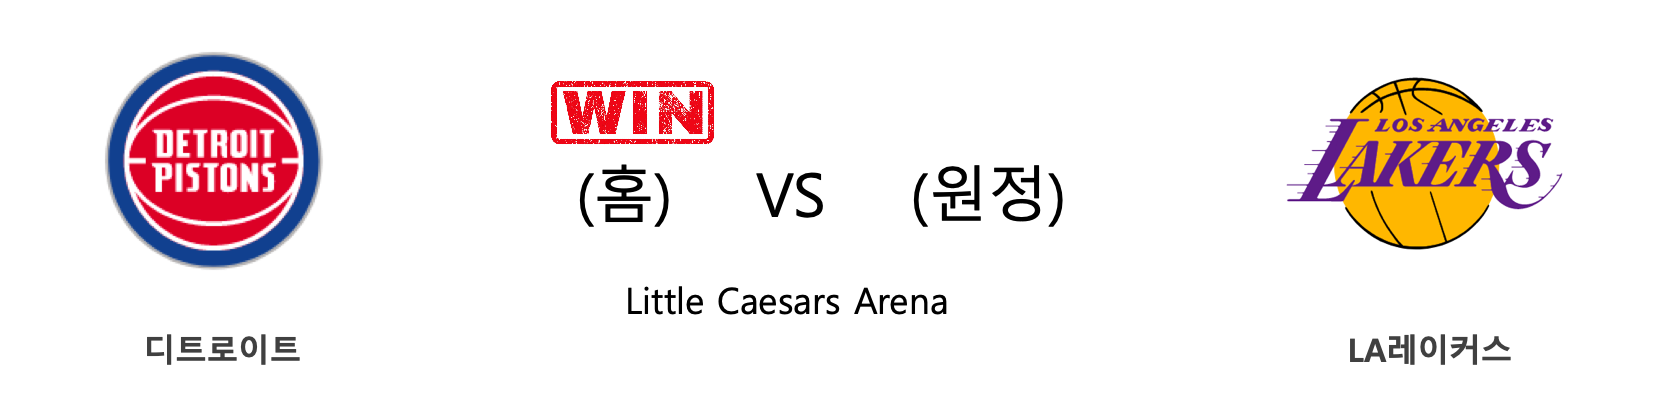 DETROIT
PISTONS
WIN
(홈) VS (원정)
LOS ANGELES
LAKERS
Little Caesars Arena
디트로이트
LA레이커스